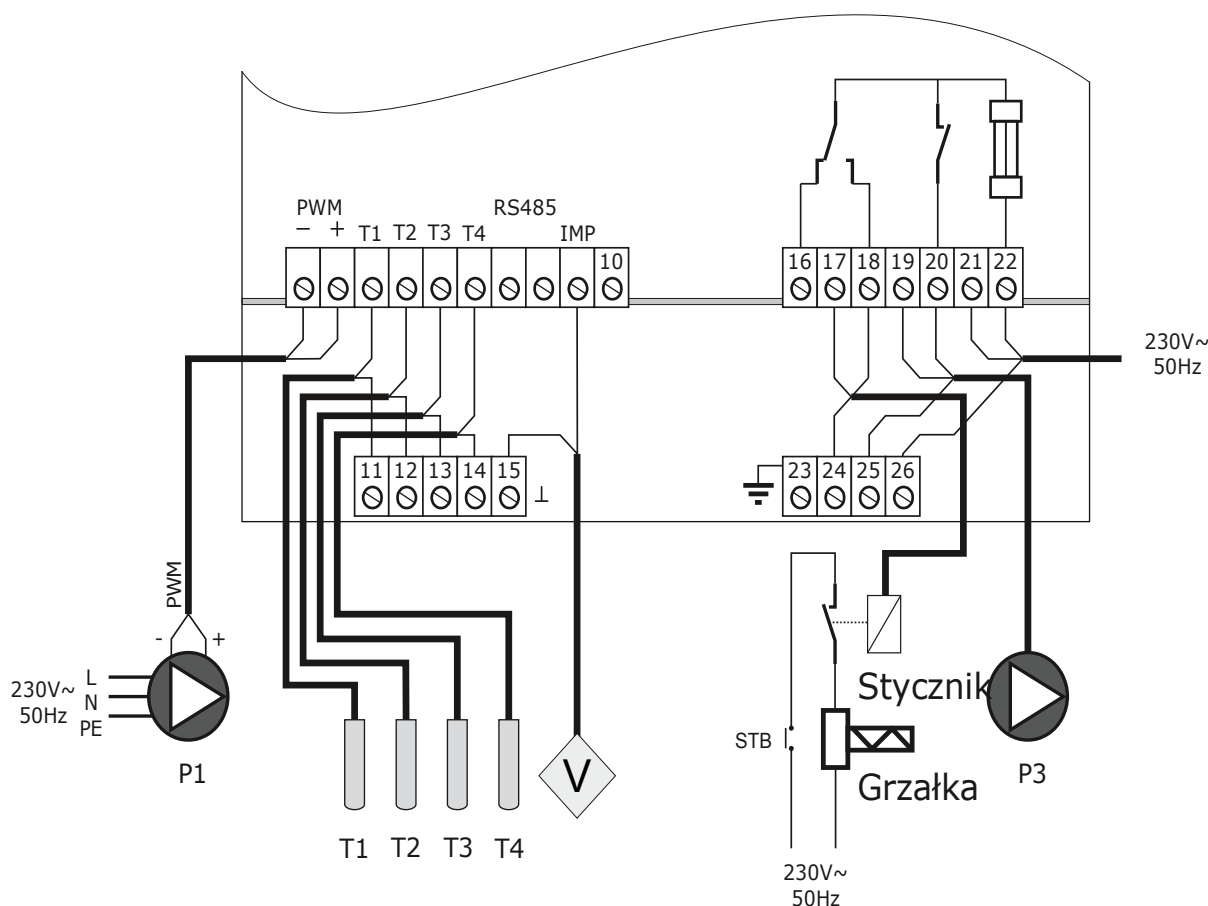 PWM
− +
T1 T2 T3 T4
RS485
IMP
10
16 17 18 19 20 21 22
230V~
50Hz
11 12 13 14 15 ⊥
23 24 25 26
PWM
- +
230V~
50Hz
L
N
PE
P1
T1 T2 T3 T4
V
STB
Stycznik
Grzałka
P3
230V~
50Hz